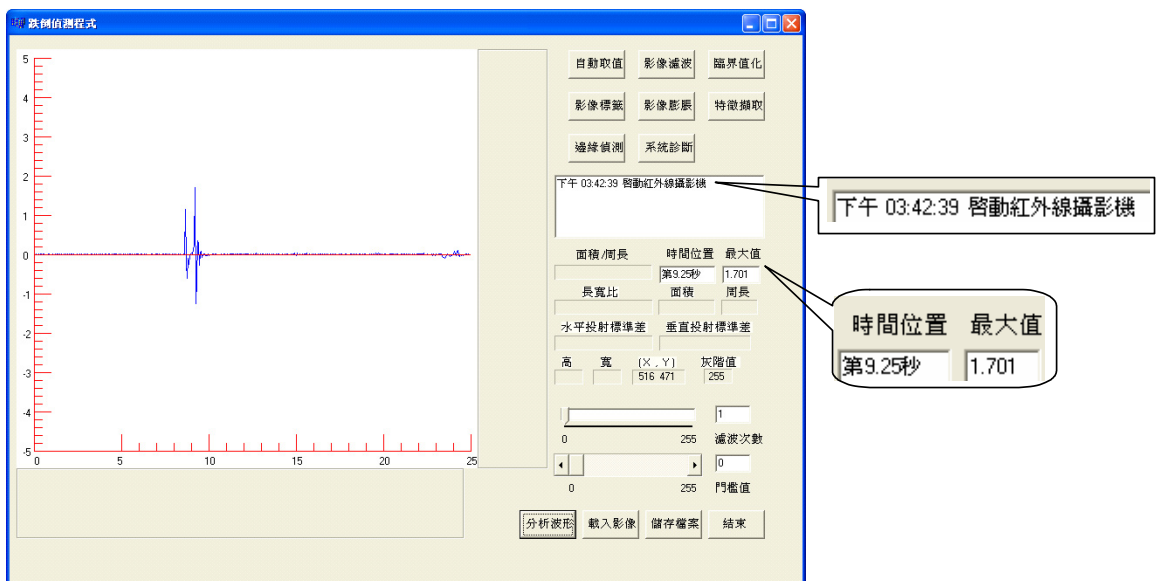 跌倒偵測程式
5
4
3
2
1
0
-1
-2
-3
-4
-5
0 5 10 15 20 25
自動取值 影像濾波 臨界值化
影像標籤 影像膨脹 特徵擷取
邊緣偵測 系統診斷
下午 03:42:39 啓動紅外線攝影機
面積/周長 時間位置 最大值
第9.25秒 1.701
長寬比 面積 周長
水平投射標準差 垂直投射標準差
高 寬 (X , Y) 灰階值
516 471 255
1
0 255 濾波次數
0
0 255 門檻值
分析波形 載入影像 儲存檔案 結束
下午 03:42:39 啓動紅外線攝影機
時間位置 最大值
第9.25秒 1.701